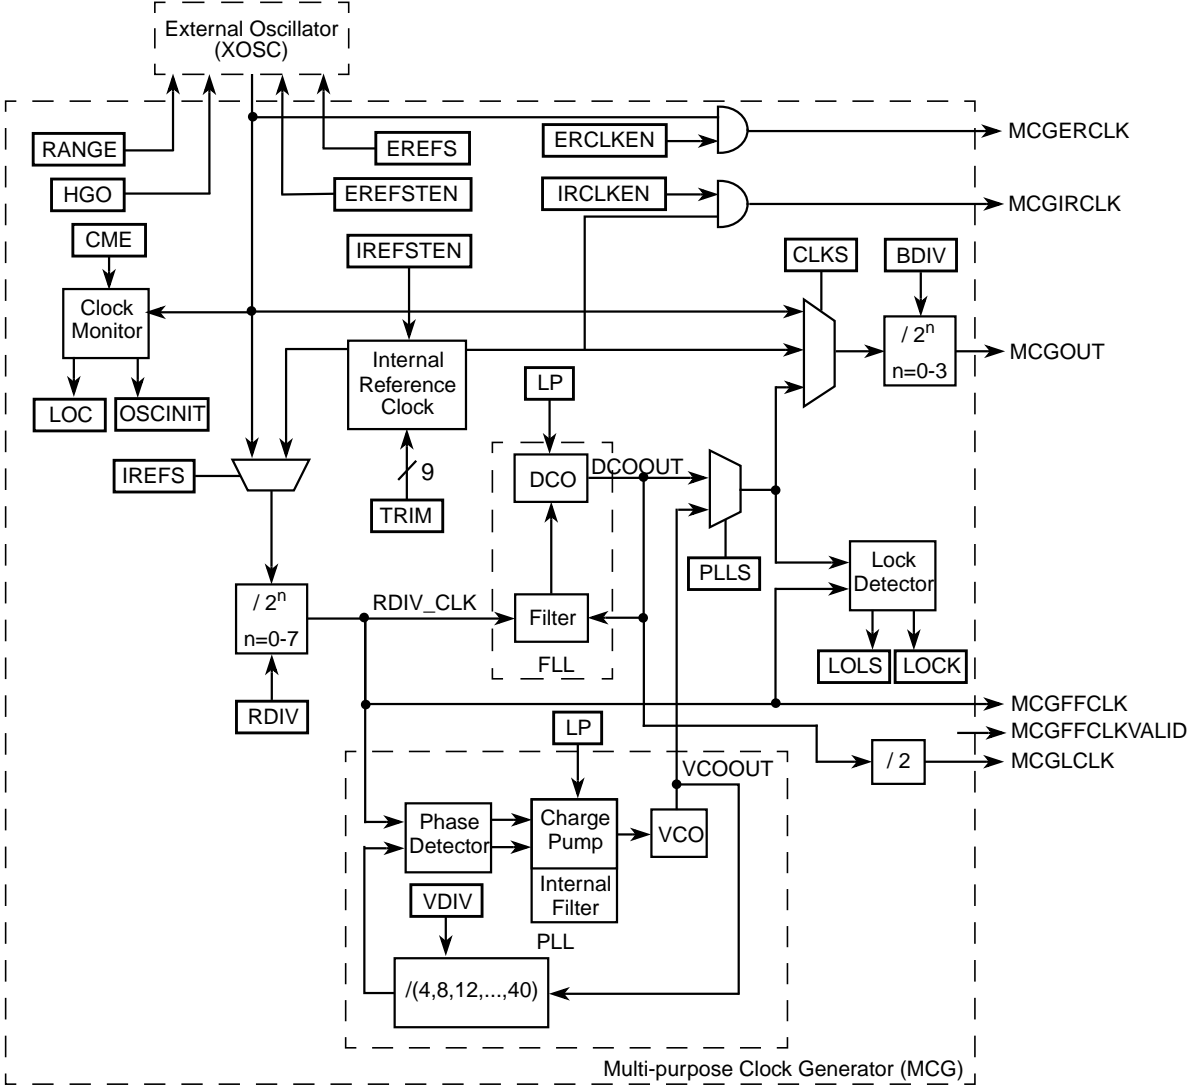 External Oscillator
(XOSC)
RANGE
HGO
EREFS
EREFSTEN
ERCLKEN
IRCLKEN
MCGERCLK
MCGIRCLK
CME
Clock
Monitor
LOC
OSCINIT
IREFSTEN
Internal
Reference
Clock
9
TRIM
CLKS
BDIV
/ 2n
n=0-3
MCGOUT
IREFS
LP
DCO
DCOOUT
Filter
FLL
PLLS
Lock
Detector
LOLS
LOCK
/ 2n
n=0-7
RDIV
RDIV_CLK
MCGFFCLK
MCGFFCLKVALID
MCGLCLK
/ 2
LP
VCOOUT
Phase
Detector
Charge
Pump
Internal
Filter
VCO
VDIV
PLL
/(4,8,12,...,40)
Multi-purpose Clock Generator (MCG)